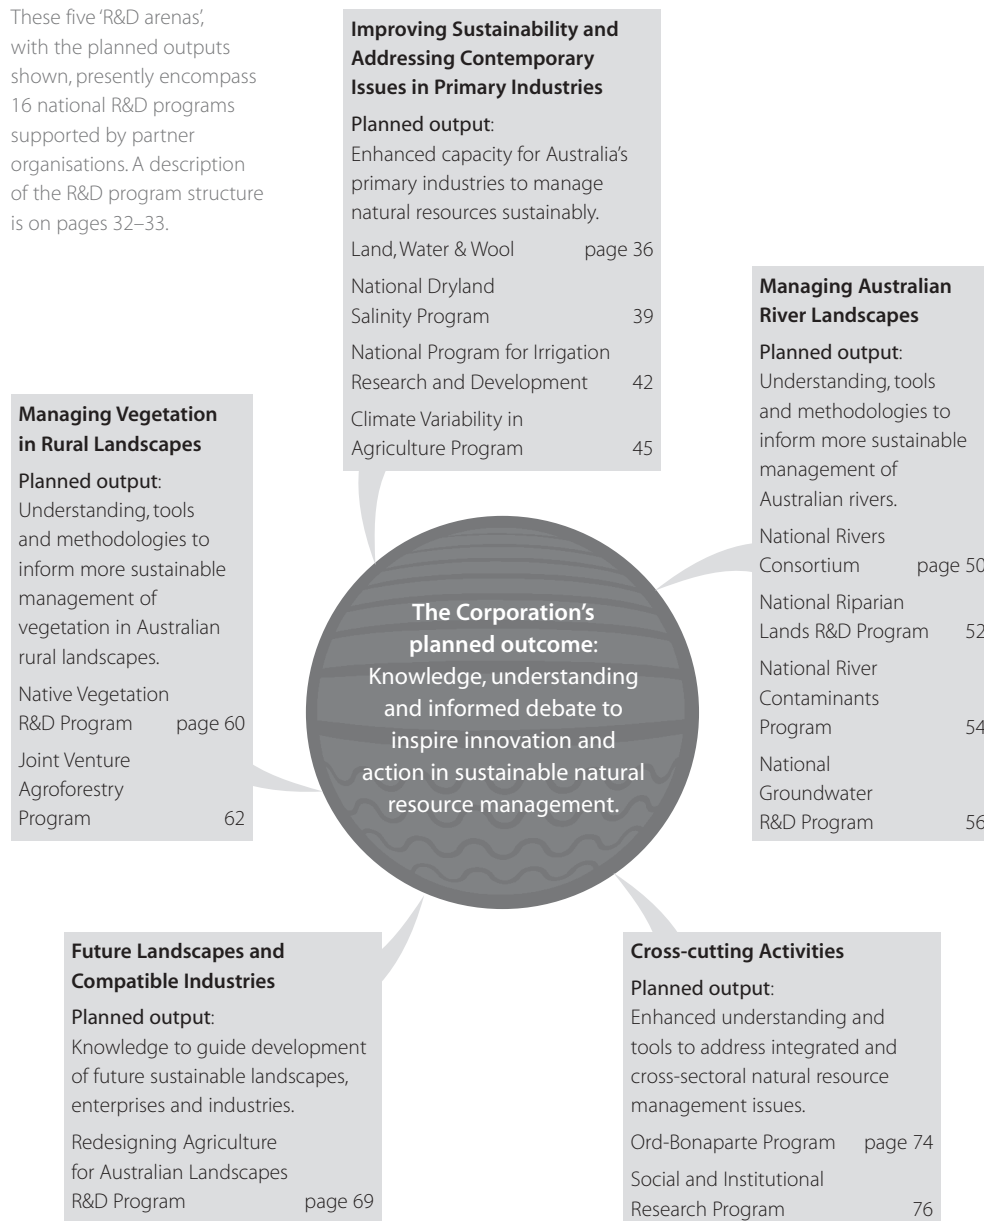 These five ‘R&D arenas’,
with the planned outputs
shown, presently encompass
16 national R&D programs
supported by partner
organisations. A description
of the R&D program structure
is on pages 32–33.
Improving Sustainability and
Addressing Contemporary
Issues in Primary Industries
Planned output:
Enhanced capacity for Australia’s
primary industries to manage
natural resources sustainably.
Land, Water & Wool page 36
National Dryland
Salinity Program 39
National Program for Irrigation
Research and Development 42
Climate Variability in
Agriculture Program 45
Managing Australian
River Landscapes
Planned output:
Understanding, tools
and methodologies to
inform more sustainable
management of
Australian rivers.
National Rivers
Consortium page 50
National Riparian
Lands R&D Program 52
National River
Contaminants
Program 54
National
Groundwater
R&D Program 56
Managing Vegetation
in Rural Landscapes
Planned output:
Understanding, tools
and methodologies to
inform more sustainable
management of
vegetation in Australian
rural landscapes.
Native Vegetation
R&D Program page 60
Joint Venture
Agroforestry
Program 62
The Corporation’s
planned outcome:
Knowledge, understanding
and informed debate to
inspire innovation and
action in sustainable natural
resource management.
Future Landscapes and
Compatible Industries
Planned output:
Knowledge to guide development
of future sustainable landscapes,
enterprises and industries.
Redesigning Agriculture
for Australian Landscapes
R&D Program page 69
Cross-cutting Activities
Planned output:
Enhanced understanding and
tools to address integrated and
cross-sectoral natural resource
management issues.
Ord-Bonaparte Program page 74
Social and Institutional
Research Program 76